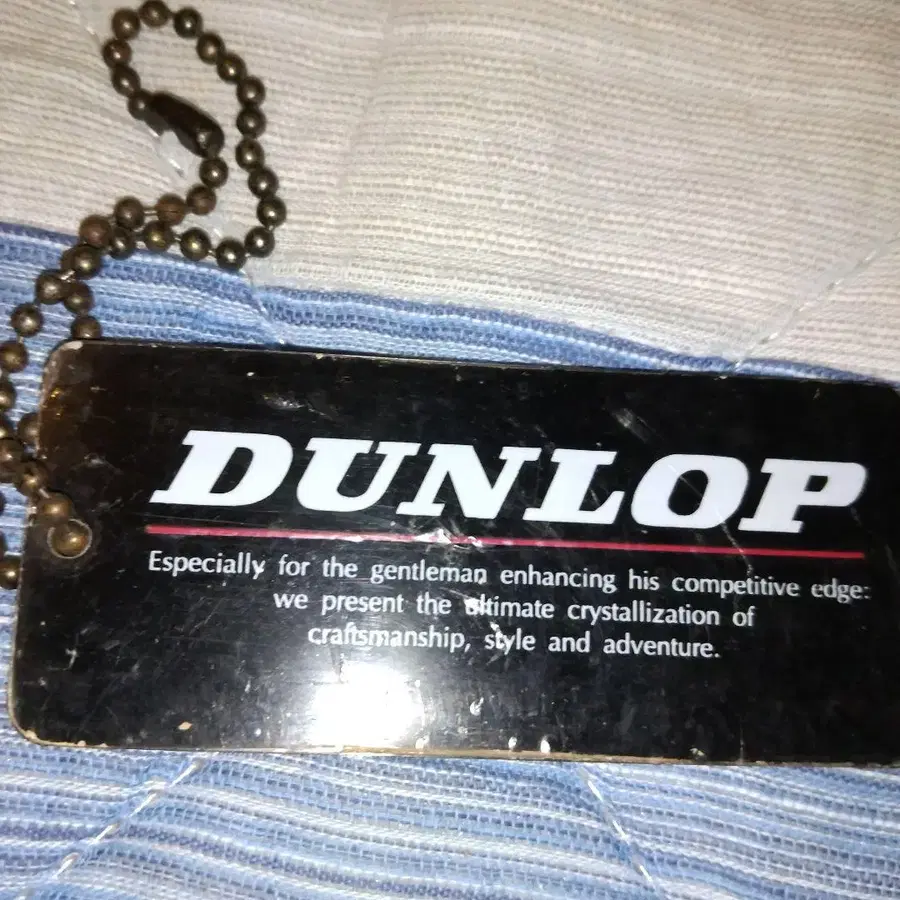 DUNLOP
Especially for the gentleman enhancing his competitive edge:
we present the ultimate crystallization of
craftsmanship, style and adventure.